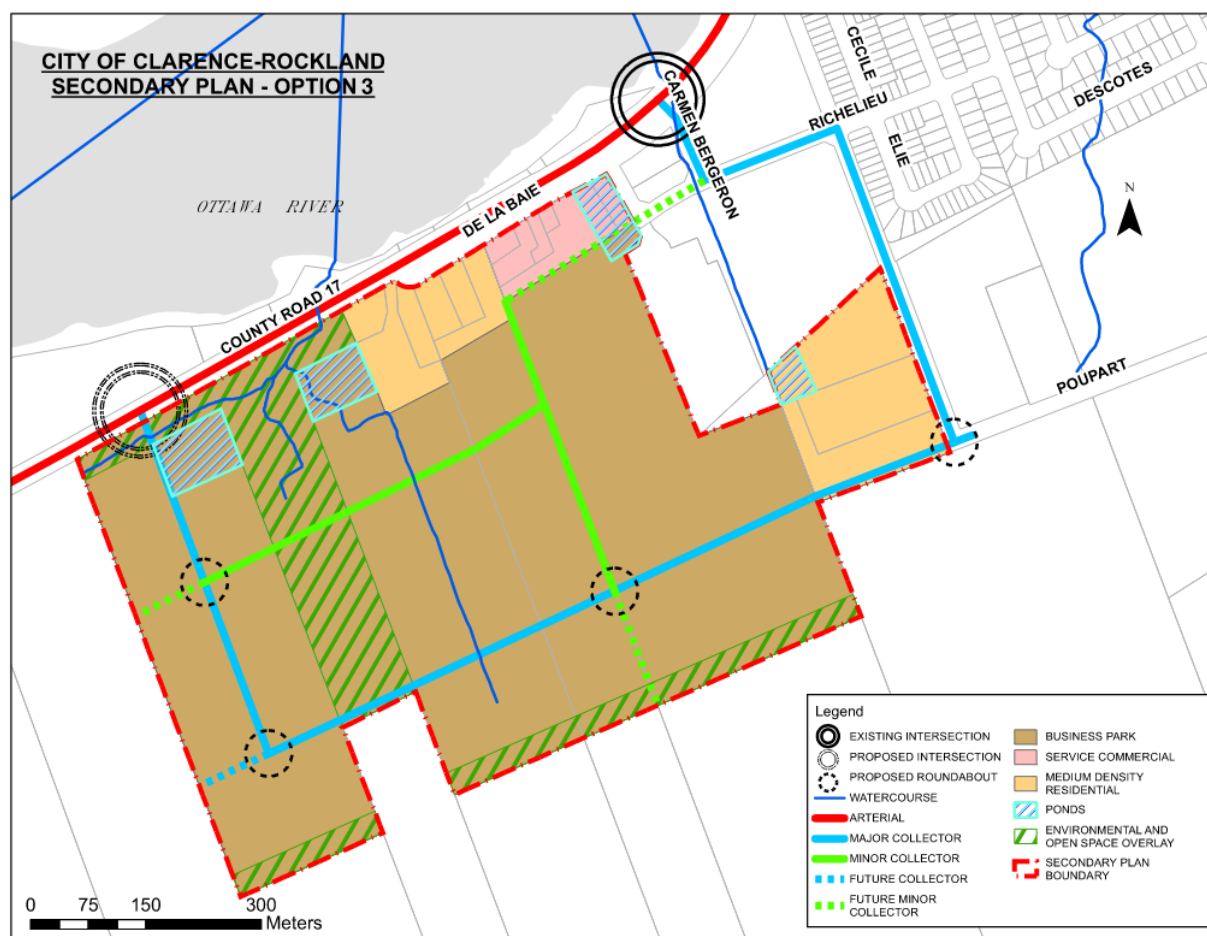 CITY OF CLARENCE-ROCKLAND
SECONDARY PLAN - OPTION 3
OTTAWA RIVER
COUNTY ROAD 17
DE LA BAIE
CARMEN BERGERON
RICHELIEU
CECILE
ELIE
DESCOTES
POUPART
N
Legend
EXISTING INTERSECTION
PROPOSED INTERSECTION
PROPOSED ROUNDABOUT
WATERCOURSE
ARTERIAL
MAJOR COLLECTOR
MINOR COLLECTOR
FUTURE COLLECTOR
FUTURE MINOR
COLLECTOR
BUSINESS PARK
SERVICE COMMERCIAL
MEDIUM DENSITY
RESIDENTIAL
PONDS
ENVIRONMENTAL AND
OPEN SPACE OVERLAY
SECONDARY PLAN
BOUNDARY
0 75 150 300
Meters